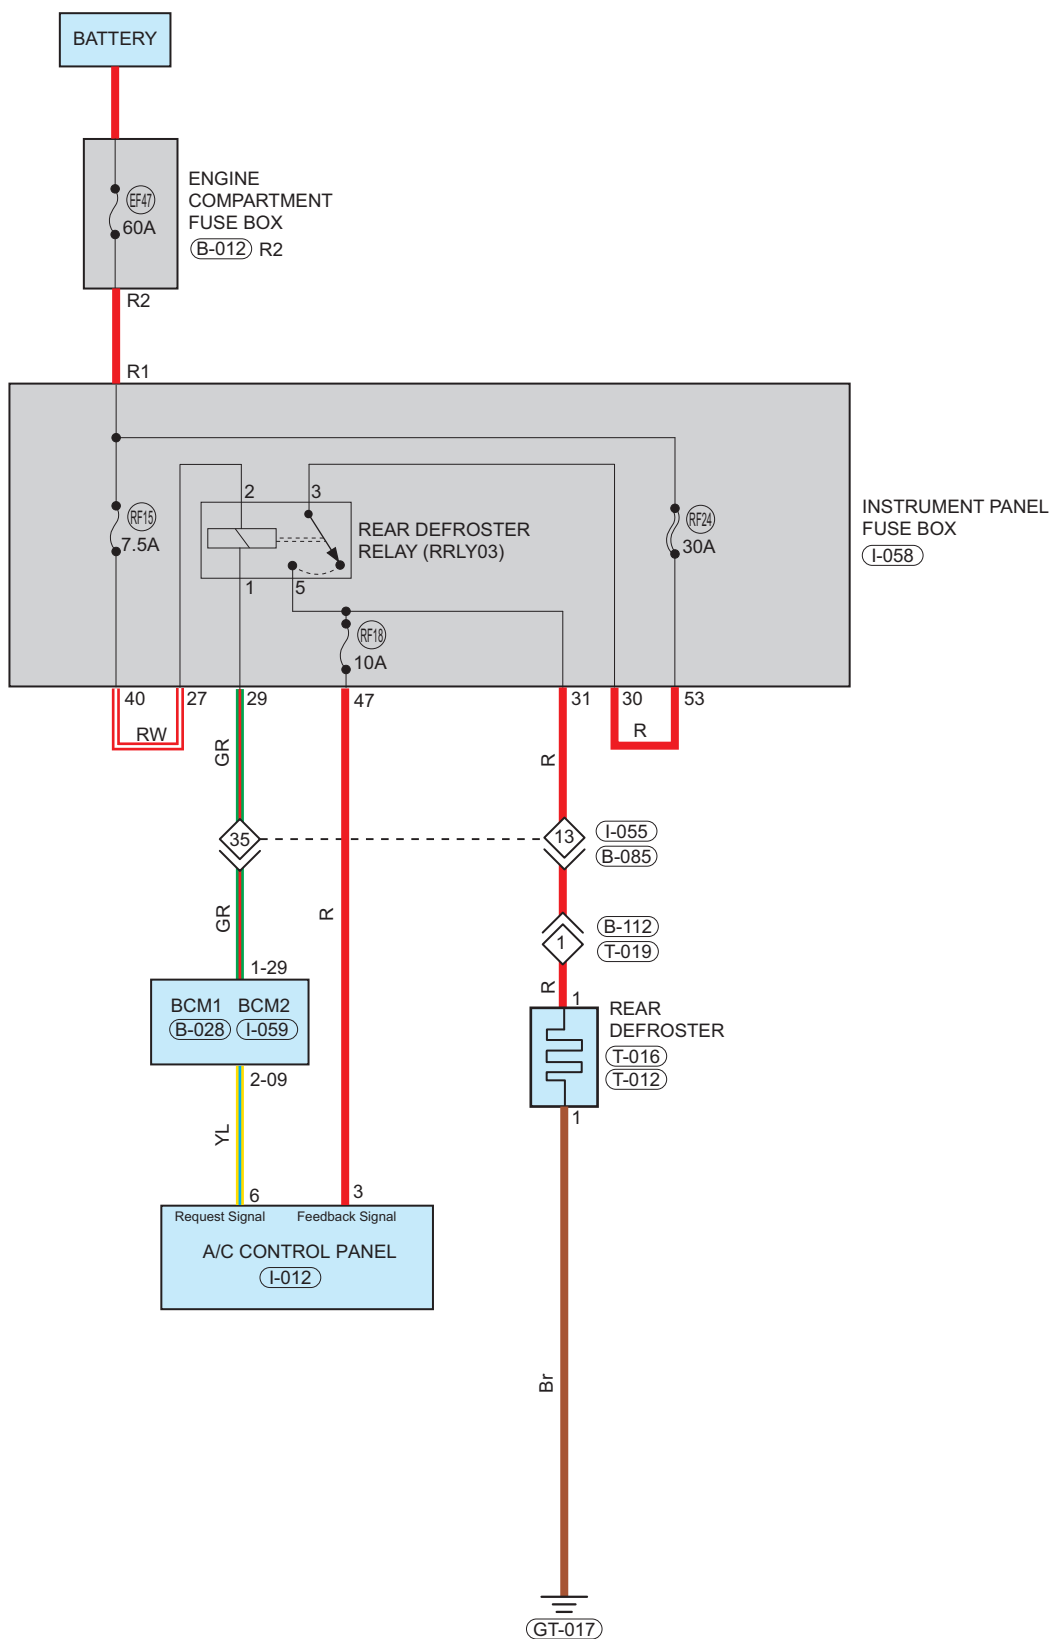 BATTERY
EF47
60A
ENGINE
COMPARTMENT
FUSE BOX
B-012 R2
R2
R1
RF15
7.5A
2
3
REAR DEFROSTER
RELAY (RRLY03)
1
5
RF18
10A
RF24
30A
INSTRUMENT PANEL
FUSE BOX
I-058
40
27
29
47
31
30
53
RW
GR
R
R
35
13
I-055
B-085
GR
R
B-112
1
T-019
1-29
R
1
BCM1 BCM2
B-028 I-059
REAR
DEFROSTER
T-016
T-012
2-09
1
YL
6
3
Request Signal
Feedback Signal
A/C CONTROL PANEL
I-012
Br
GT-017